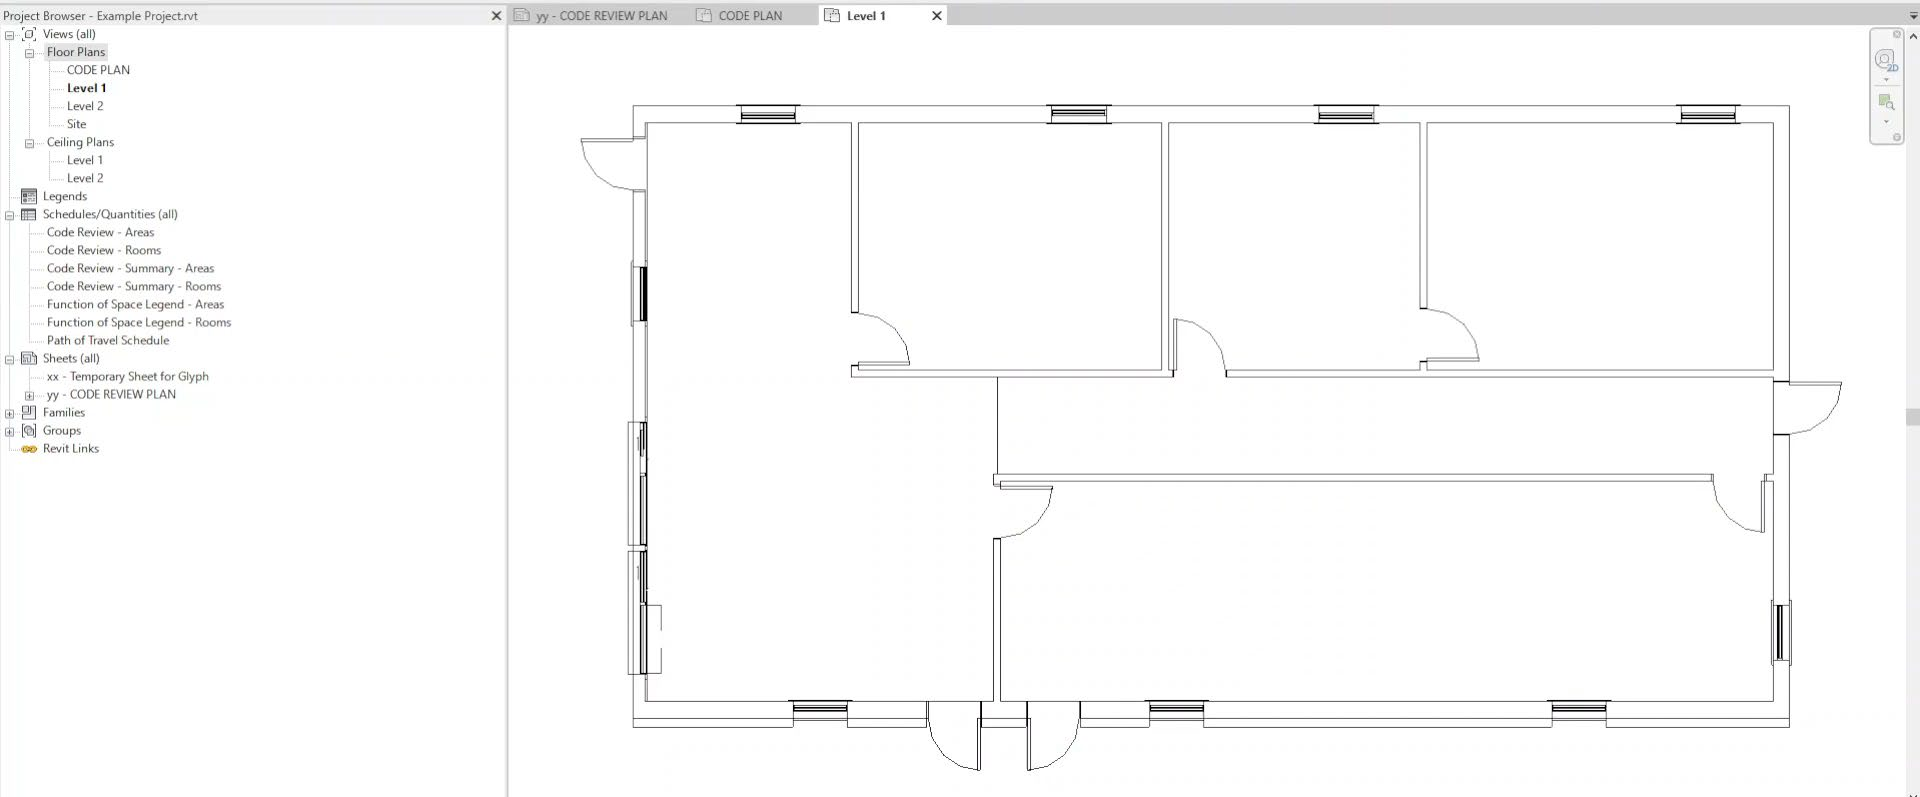 Project Browser - Example Project.rvt
yy - CODE REVIEW PLAN
CODE PLAN
Level 1
Views (all)
Floor Plans
CODE PLAN
Level 1
Level 2
Site
Ceiling Plans
Level 1
Level 2
Legends
Schedules/Quantities (all)
Code Review - Areas
Code Review - Rooms
Code Review - Summary - Areas
Code Review - Summary - Rooms
Function of Space Legend - Areas
Function of Space Legend - Rooms
Path of Travel Schedule
Sheets (all)
xx - Temporary Sheet for Glyph
yy - CODE REVIEW PLAN
Families
Groups
Revit Links
2D